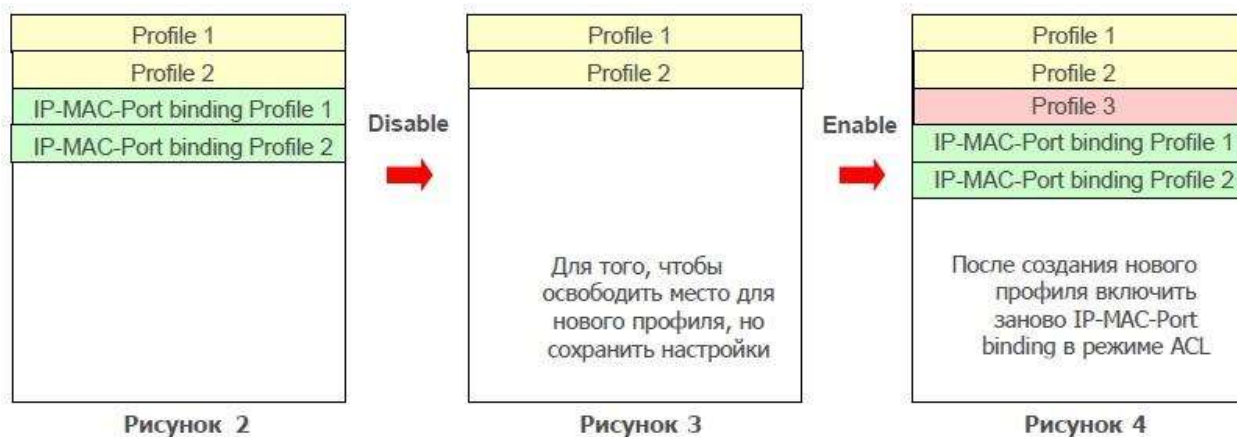 Profile 1
Profile 2
IP-MAC-Port binding Profile 1
IP-MAC-Port binding Profile 2
Рисунок 2
Disable
Profile 1
Profile 2
Для того, чтобы
освободить место для
нового профиля, но
сохранить настройки
Рисунок 3
Enable
Profile 1
Profile 2
Profile 3
IP-MAC-Port binding Profile 1
IP-MAC-Port binding Profile 2
После создания нового
профиля включить
заново IP-MAC-Port
binding в режиме ACL
Рисунок 4